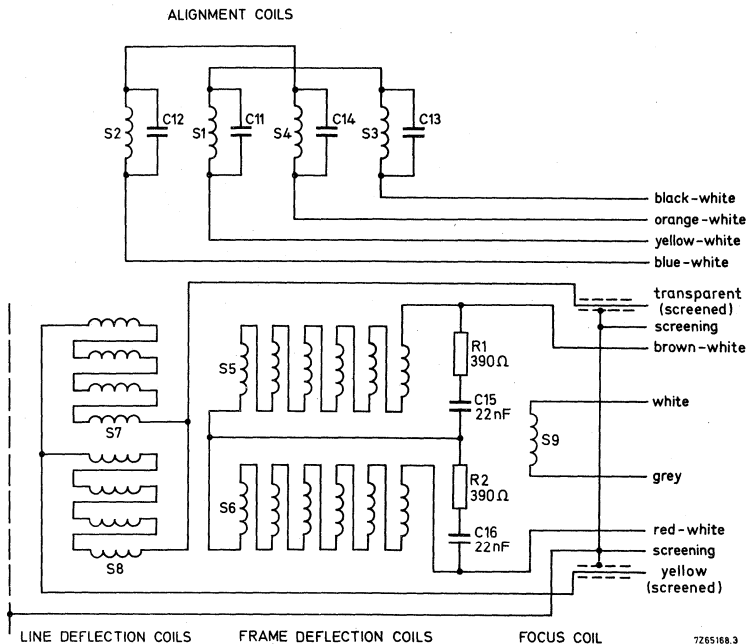 ALIGNMENT COILS
S2
C12
S1
C11
S4
C14
S3
C13
black-white
orange-white
yellow-white
blue-white
transparent
(screened)
screening
brown-white
R1
390Ω
S5
C15
22nF
white
S7
S9
grey
R2
390Ω
S6
C16
22nF
red-white
screening
S8
yellow
(screened)
LINE DEFLECTION COILS
FRAME DEFLECTION COILS
FOCUS COIL
7Z65168.3